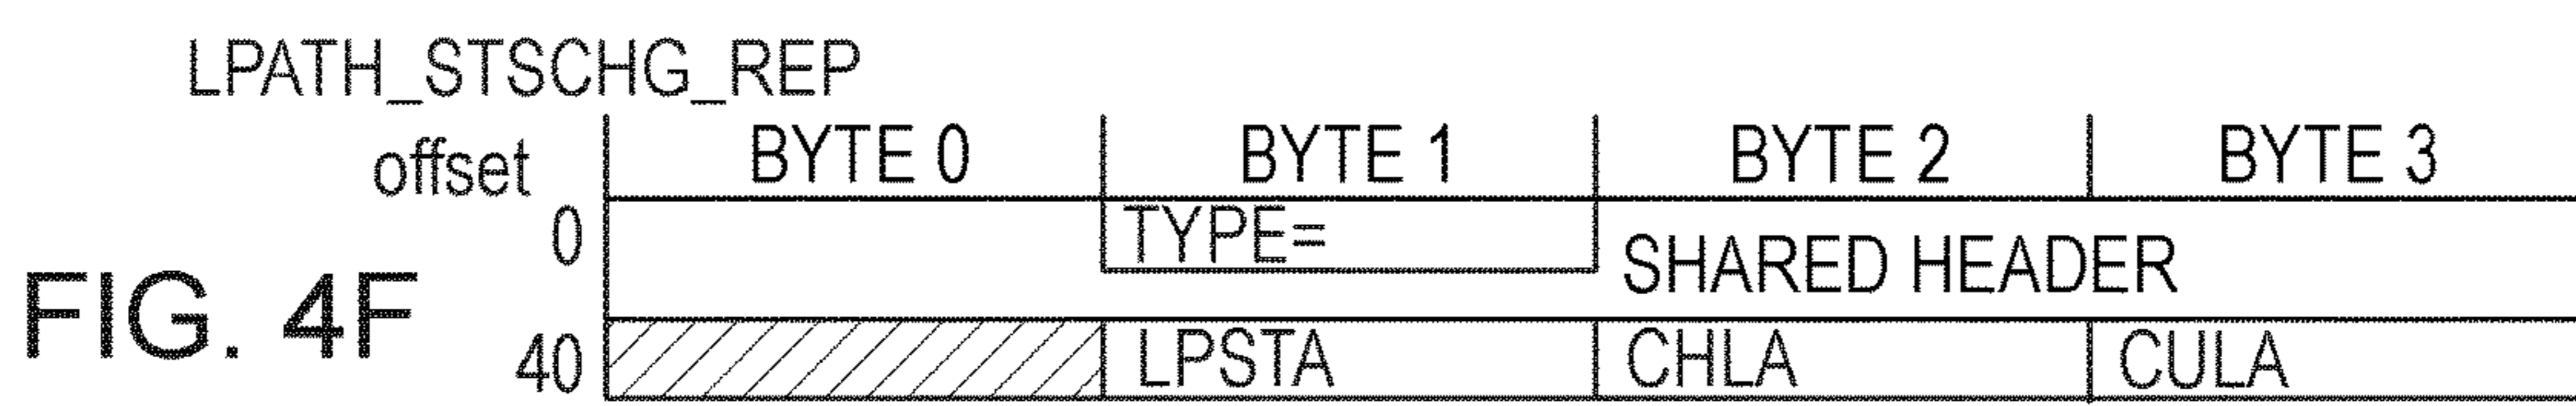 LPATH_STSCHG_REP
offset BYTE 0 BYTE 1 BYTE 2 BYTE 3
0 TYPE=
SHARED HEADER
FIG. 4F
40 LPSTA CHLA CULA